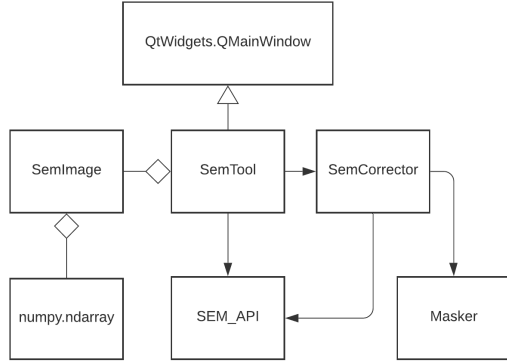 QtWidgets.QMainWindow
SemImage
SemTool
SemCorrector
numpy.ndarray
SEM_API
Masker